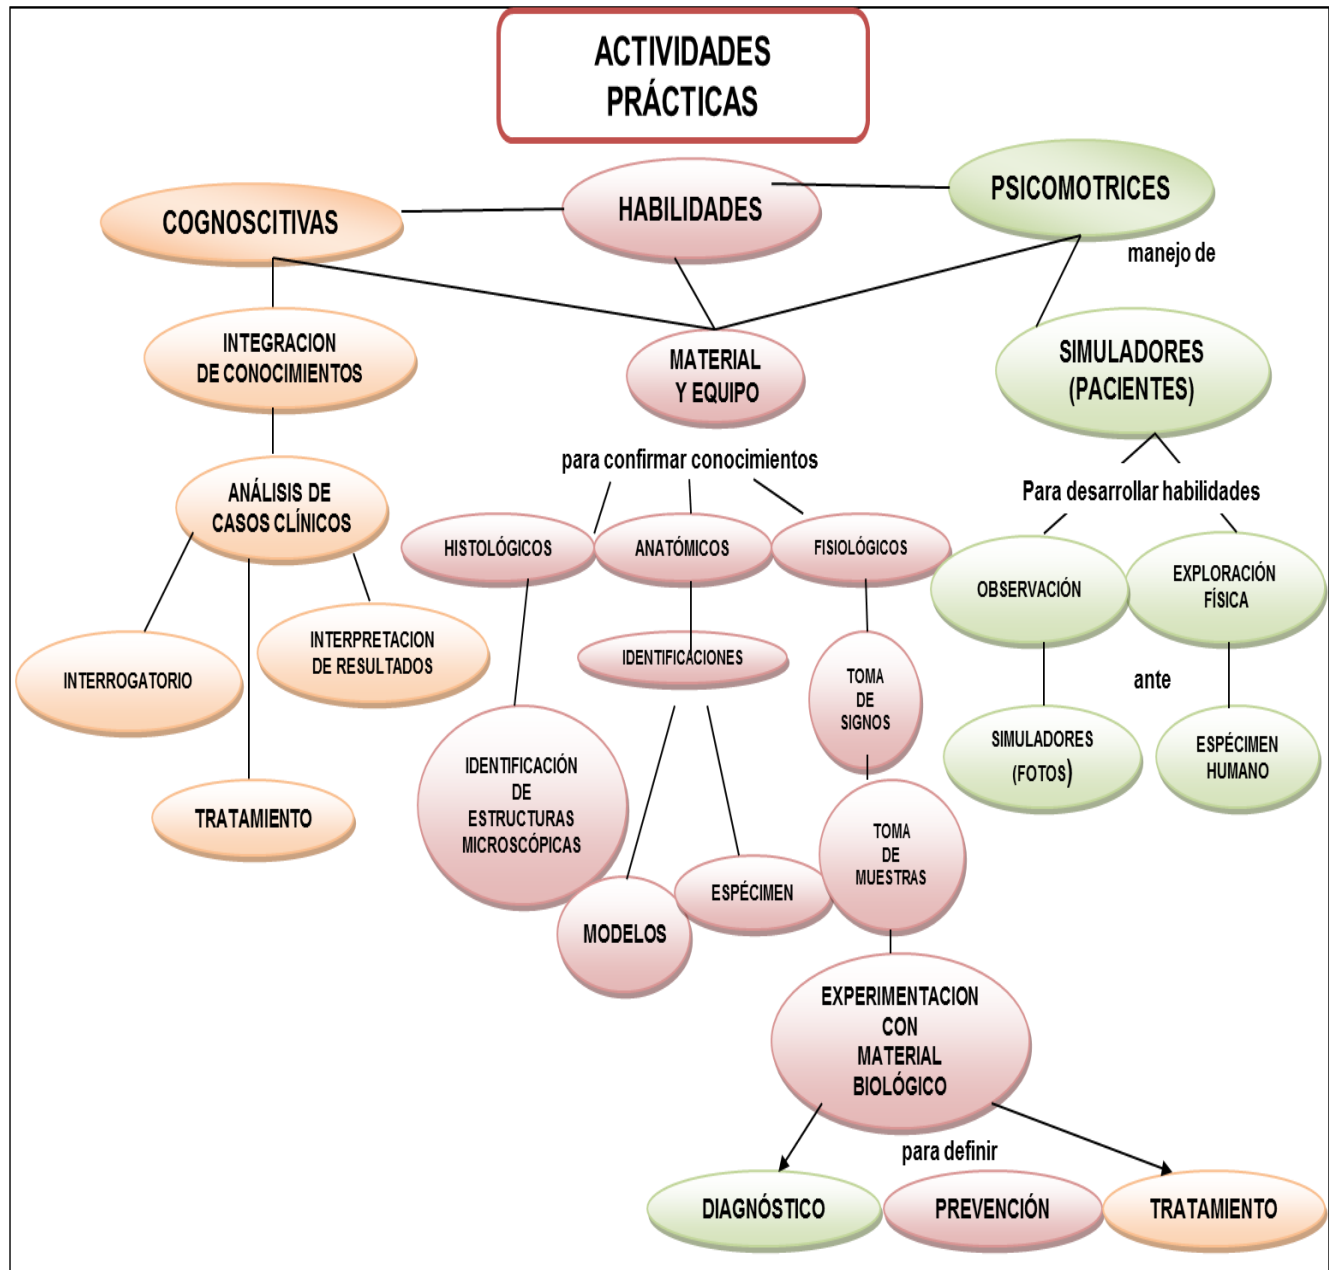 ACTIVIDADES
PRÁCTICAS
COGNOSCITIVAS
HABILIDADES
PSICOMOTRICES
manejo de
INTEGRACION
DE CONOCIMIENTOS
MATERIAL
Y EQUIPO
SIMULADORES
(PACIENTES)
para confirmar conocimientos
Para desarrollar habilidades
ANÁLISIS DE
CASOS CLÍNICOS
HISTOLÓGICOS
ANATÓMICOS
FISIOLÓGICOS
OBSERVACIÓN
EXPLORACIÓN
FÍSICA
INTERROGATORIO
INTERPRETACION
DE RESULTADOS
IDENTIFICACIONES
TOMA
DE
SIGNOS
ante
SIMULADORES
(FOTOS)
ESPÉCIMEN
HUMANO
TRATAMIENTO
IDENTIFICACIÓN
DE
ESTRUCTURAS
MICROSCÓPICAS
TOMA
DE
MUESTRAS
MODELOS
ESPÉCIMEN
EXPERIMENTACION
CON
MATERIAL
BIOLÓGICO
para definir
DIAGNÓSTICO
PREVENCIÓN
TRATAMIENTO